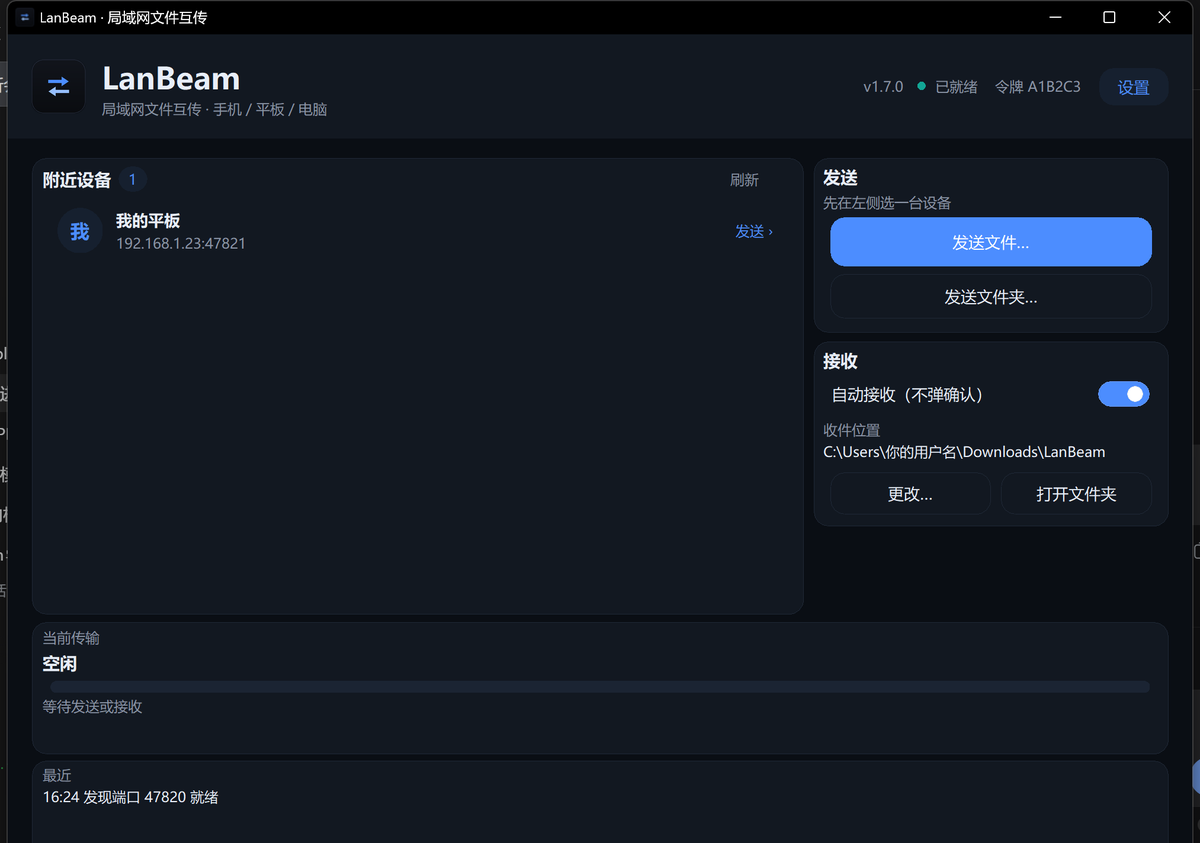 LanBeam · 局域网文件互传
LanBeam
局域网文件互传 · 手机 / 平板 / 电脑
v1.7.0 已就绪 令牌 A1B2C3 设置
附近设备 1 刷新
我 我的平板
192.168.1.23:47821
发送 ›
发送
先在左侧选一台设备
发送文件...
发送文件夹...
接收
自动接收（不弹确认）
收件位置
C:\Users\你的用户名\Downloads\LanBeam
更改... 打开文件夹
当前传输
空闲
等待发送或接收
最近
16:24 发现端口 47820 就绪